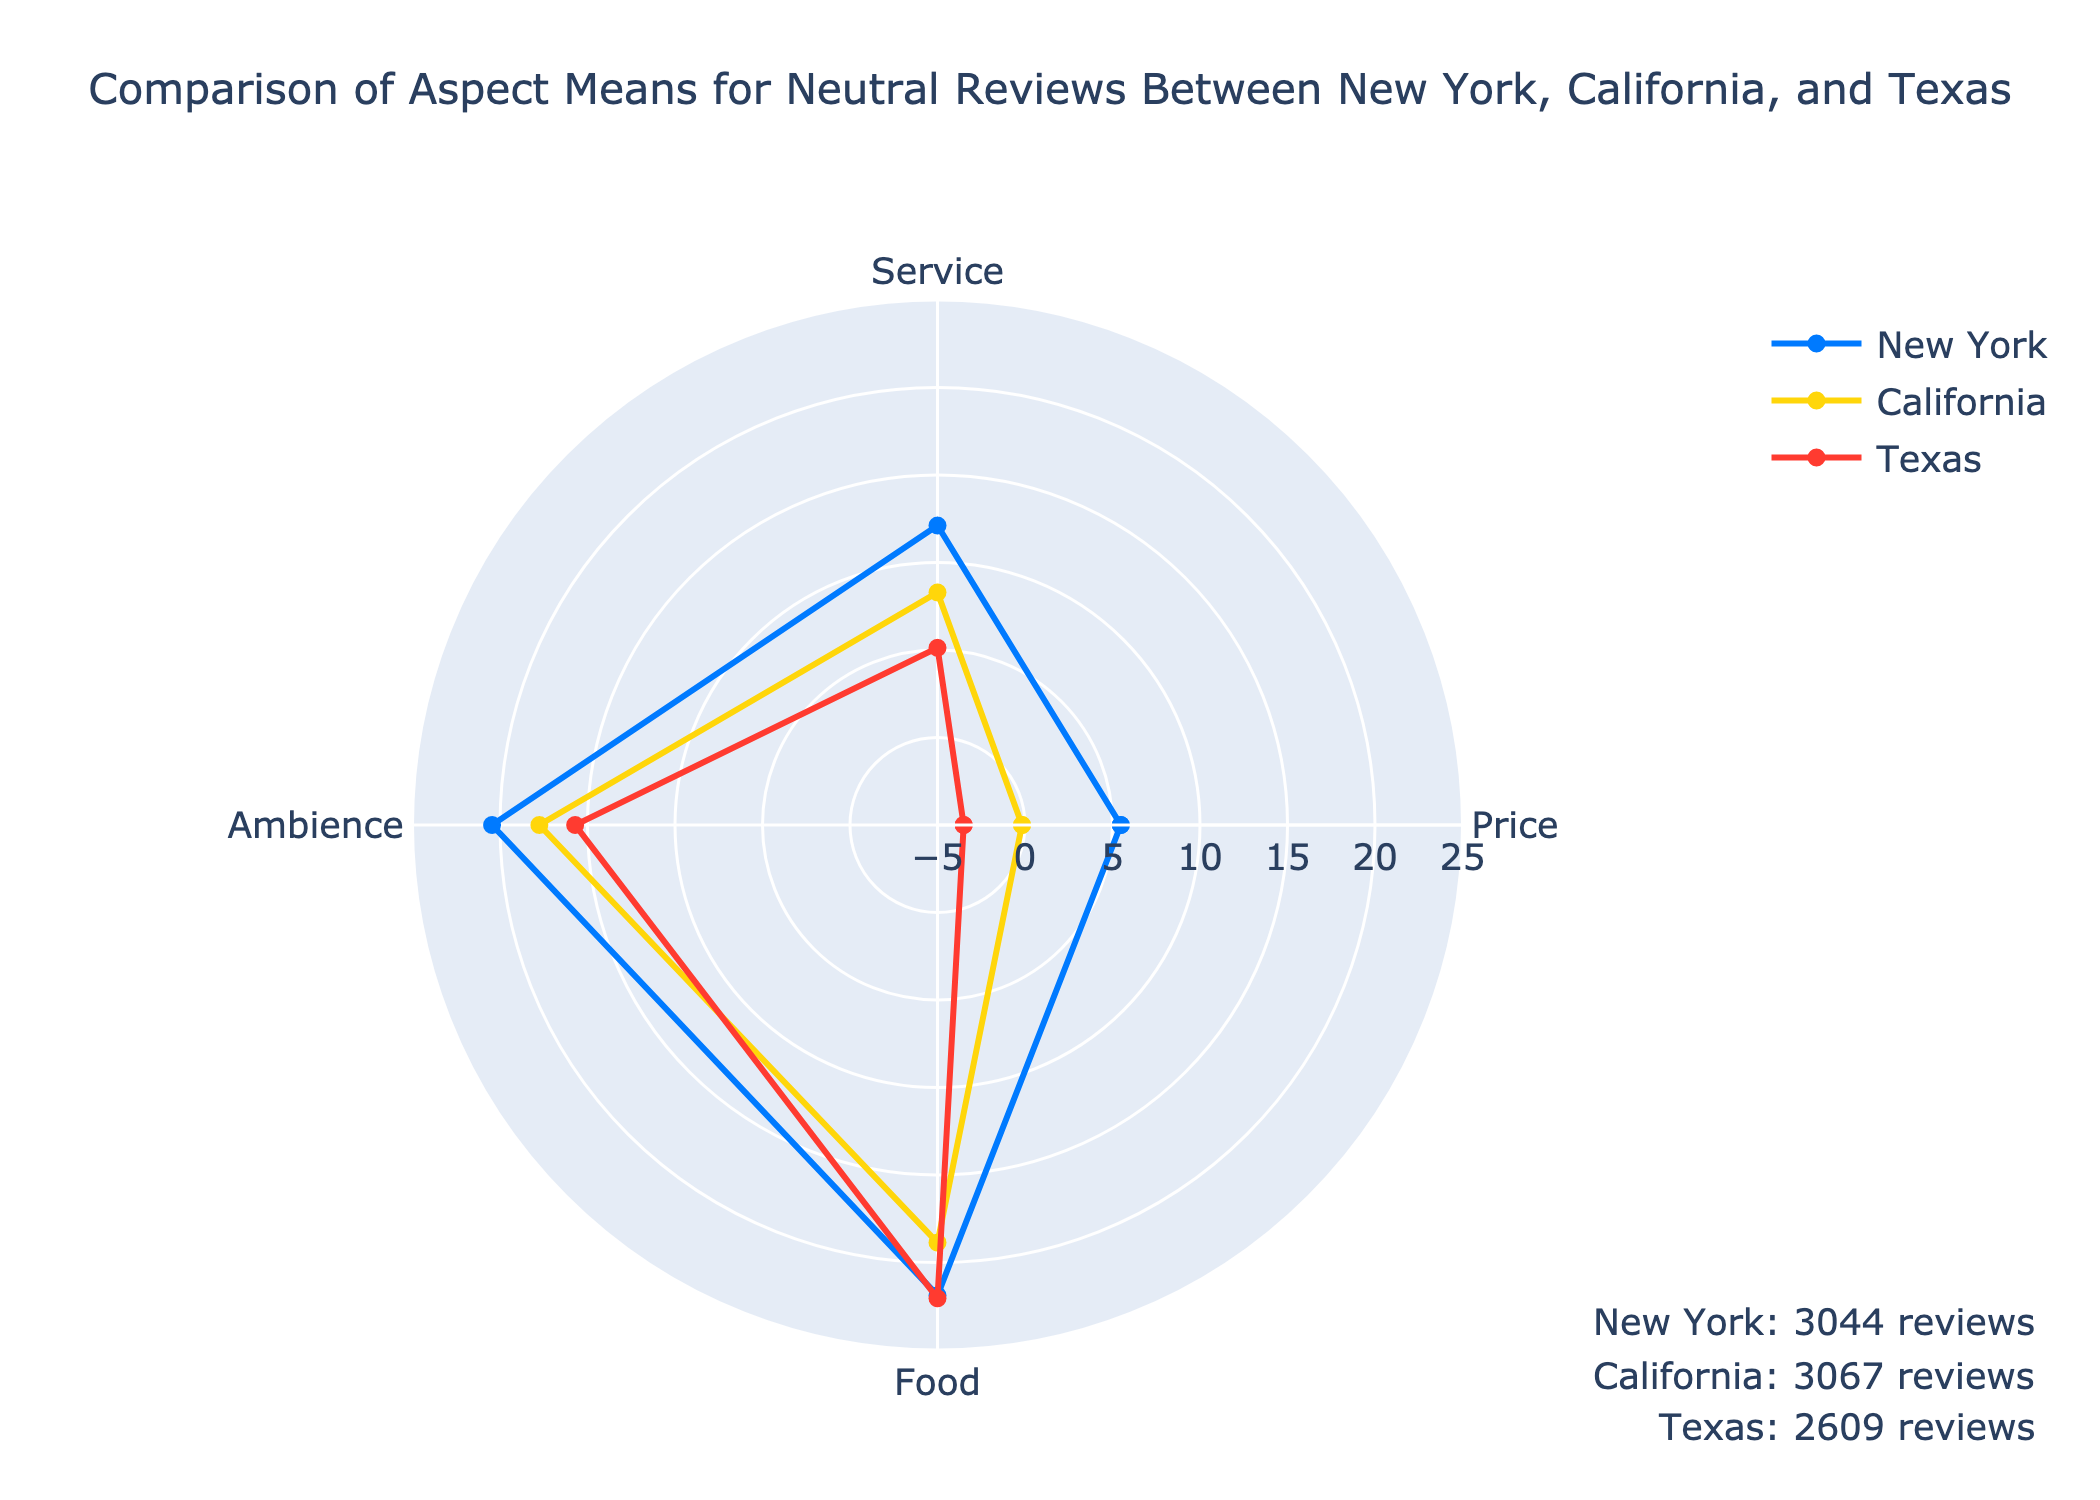 Comparison of Aspect Means for Neutral Reviews Between New York, California, and Texas
Service
New York
California
Texas
Ambience
Price
−5 0 5 10 15 20 25
Food
New York: 3044 reviews
California: 3067 reviews
Texas: 2609 reviews